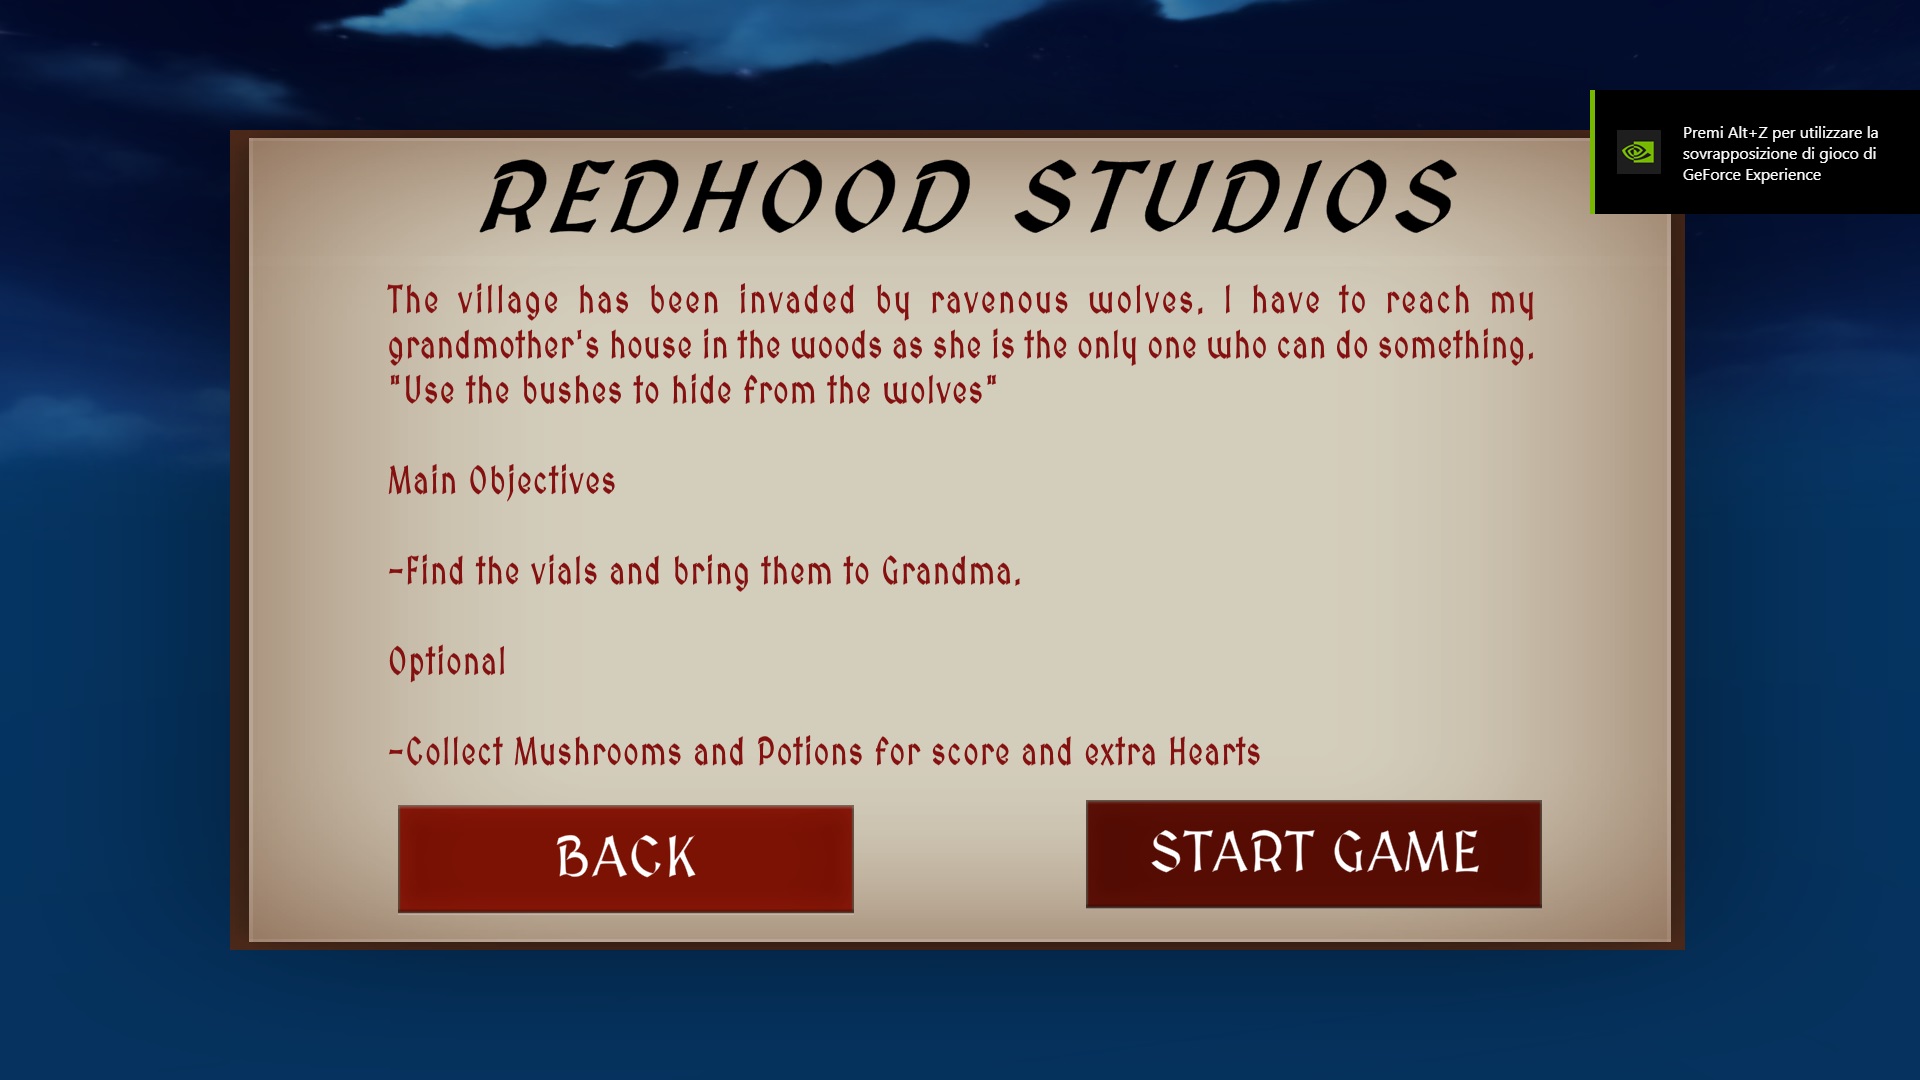 REDHOOD STUDIOS
Premi Alt+Z per utilizzare la
sovrapposizione di gioco di
GeForce Experience
The village has been invaded by ravenous wolves. I have to reach my
grandmother's house in the woods as she is the only one who can do something.
"Use the bushes to hide from the wolves"
Main Objectives
-Find the vials and bring them to Grandma.
Optional
-Collect Mushrooms and Potions for score and extra Hearts
BACK
START GAME